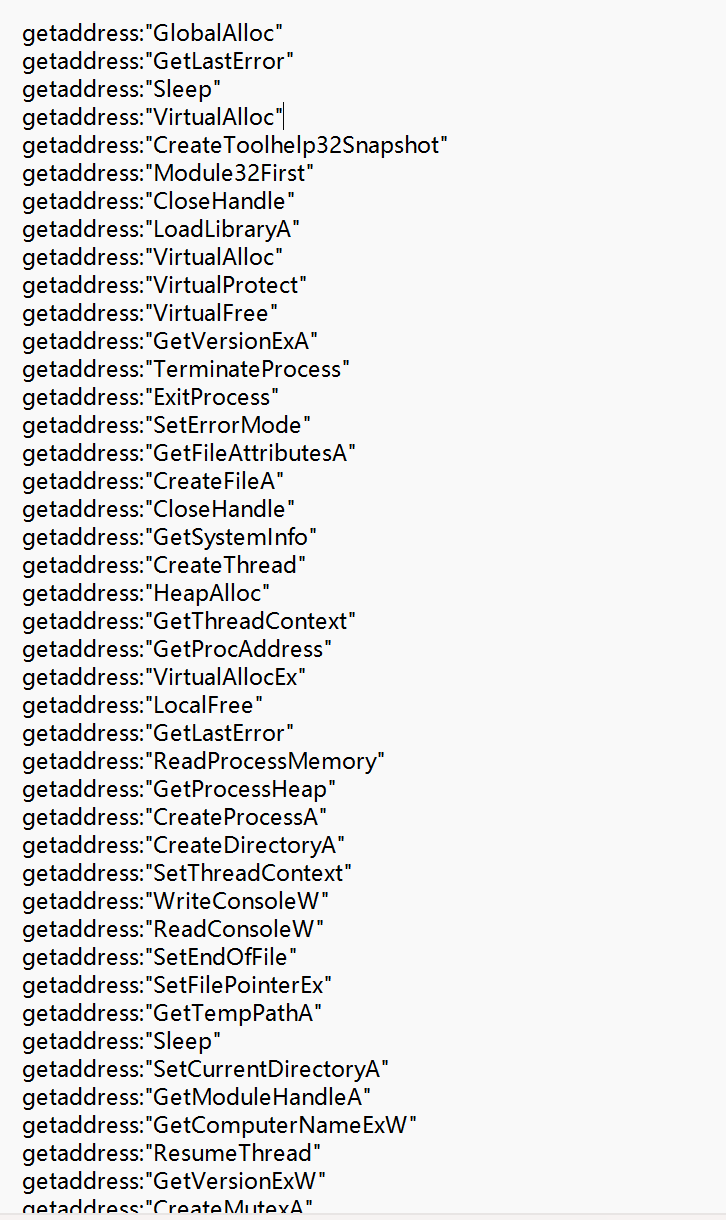 getaddress:"GlobalAlloc"
getaddress:"GetLastError"
getaddress:"Sleep"
getaddress:"VirtualAlloc"
getaddress:"CreateToolhelp32Snapshot"
getaddress:"Module32First"
getaddress:"CloseHandle"
getaddress:"LoadLibraryA"
getaddress:"VirtualAlloc"
getaddress:"VirtualProtect"
getaddress:"VirtualFree"
getaddress:"GetVersionExA"
getaddress:"TerminateProcess"
getaddress:"ExitProcess"
getaddress:"SetErrorMode"
getaddress:"GetFileAttributesA"
getaddress:"CreateFileA"
getaddress:"CloseHandle"
getaddress:"GetSystemInfo"
getaddress:"CreateThread"
getaddress:"HeapAlloc"
getaddress:"GetThreadContext"
getaddress:"GetProcAddress"
getaddress:"VirtualAllocEx"
getaddress:"LocalFree"
getaddress:"GetLastError"
getaddress:"ReadProcessMemory"
getaddress:"GetProcessHeap"
getaddress:"CreateProcessA"
getaddress:"CreateDirectoryA"
getaddress:"SetThreadContext"
getaddress:"WriteConsoleW"
getaddress:"ReadConsoleW"
getaddress:"SetEndOfFile"
getaddress:"SetFilePointerEx"
getaddress:"GetTempPathA"
getaddress:"Sleep"
getaddress:"SetCurrentDirectoryA"
getaddress:"GetModuleHandleA"
getaddress:"GetComputerNameExW"
getaddress:"ResumeThread"
getaddress:"GetVersionExW"
getaddress:"CreateMutexA"